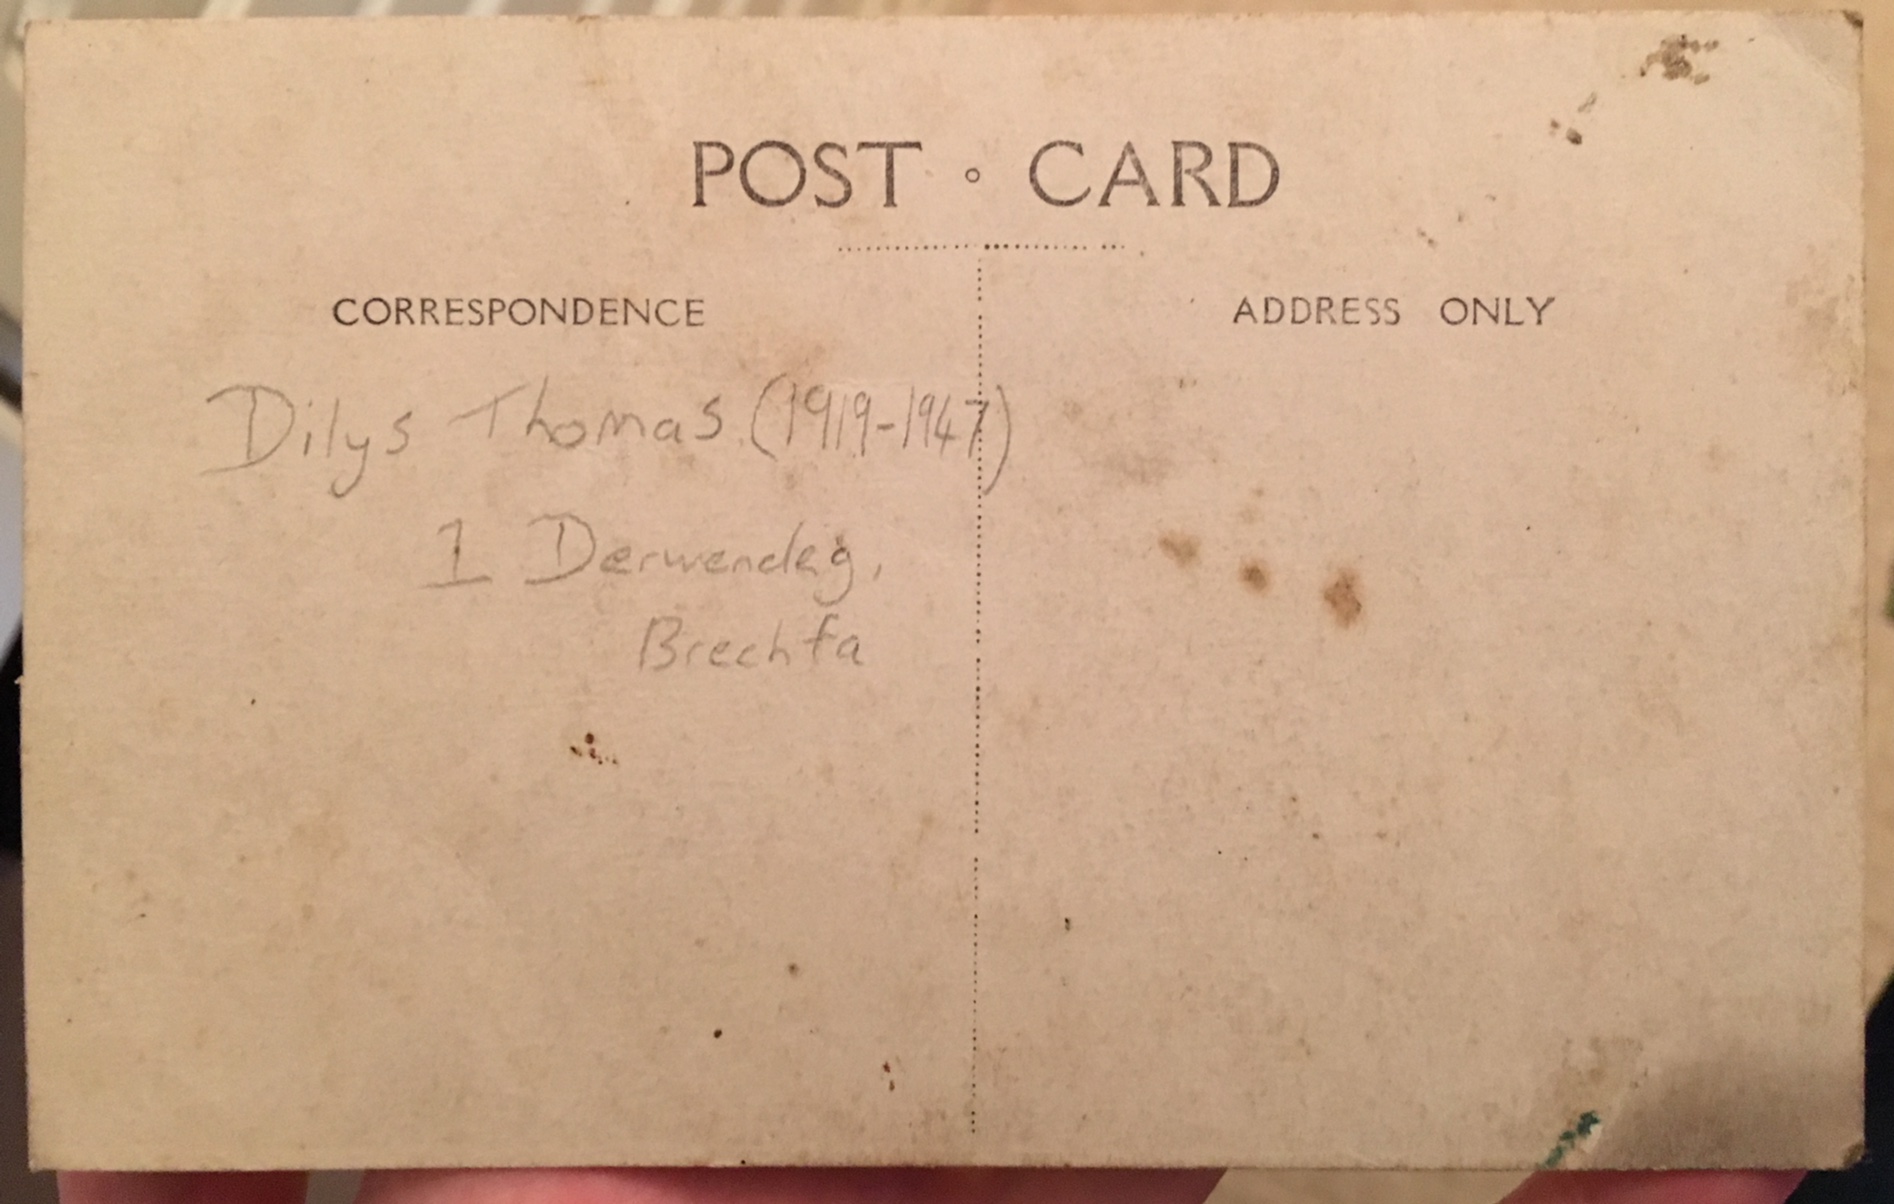 POST ◦ CARD
CORRESPONDENCE
ADDRESS ONLY
Dilys Thomas (1919-1947)
1 Derwendeg,
Brechfa